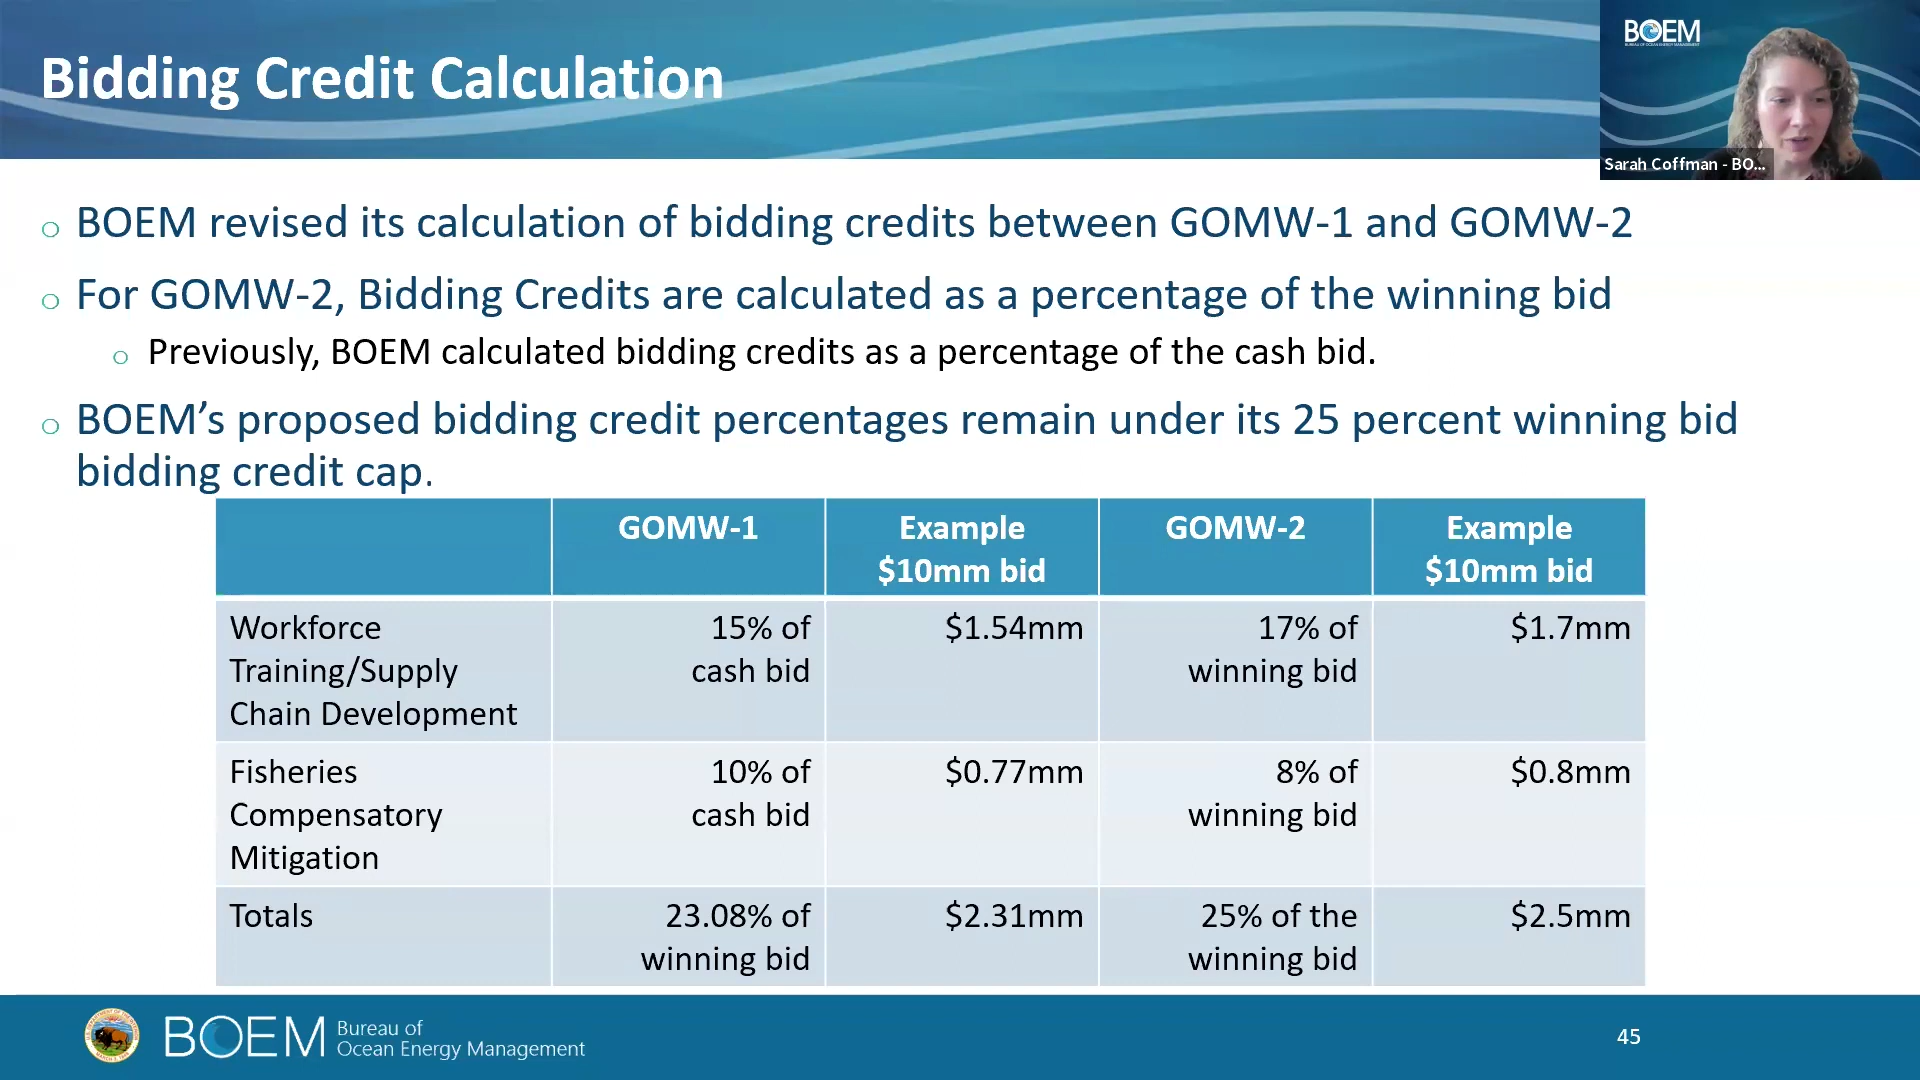 Bidding Credit Calculation
BOEM
Sarah Coffman - BO...
BOEM revised its calculation of bidding credits between GOMW-1 and GOMW-2
For GOMW-2, Bidding Credits are calculated as a percentage of the winning bid
Previously, BOEM calculated bidding credits as a percentage of the cash bid.
BOEM’s proposed bidding credit percentages remain under its 25 percent winning bid
bidding credit cap.
GOMW-1 Example GOMW-2 Example
$10mm bid $10mm bid
Workforce 15% of $1.54mm 17% of $1.7mm
Training/Supply cash bid winning bid
Chain Development
Fisheries 10% of $0.77mm 8% of $0.8mm
Compensatory cash bid winning bid
Mitigation
Totals 23.08% of $2.31mm 25% of the $2.5mm
winning bid winning bid
BOEM Bureau of
Ocean Energy Management
45